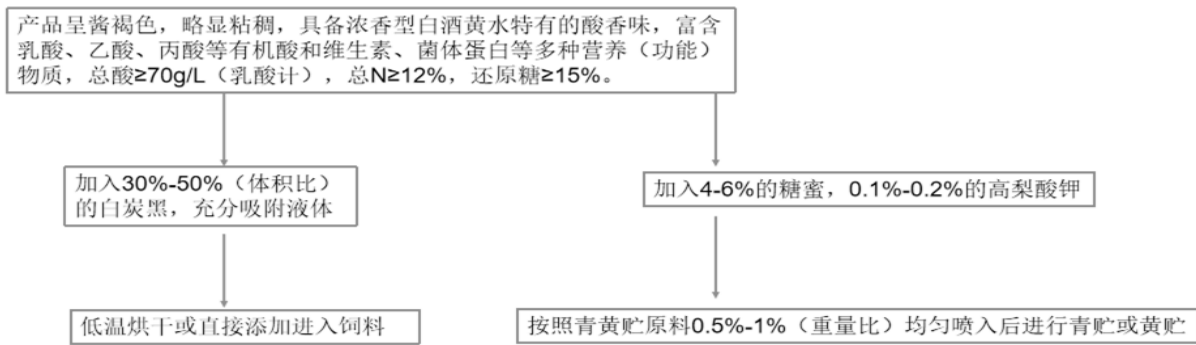 产品呈酱褐色，略显粘稠，具备浓香型白酒黄水特有的酸香味，富含
乳酸、乙酸、丙酸等有机酸和维生素、菌体蛋白等多种营养（功能）
物质，总酸≥70g/L（乳酸计），总N≥12%，还原糖≥15%。
加入30%-50%（体积比）
的白炭黑，充分吸附液体
加入4-6%的糖蜜，0.1%-0.2%的高梨酸钾
低温烘干或直接添加进入饲料
按照青黄贮原料0.5%-1%（重量比）均匀喷入后进行青贮或黄贮